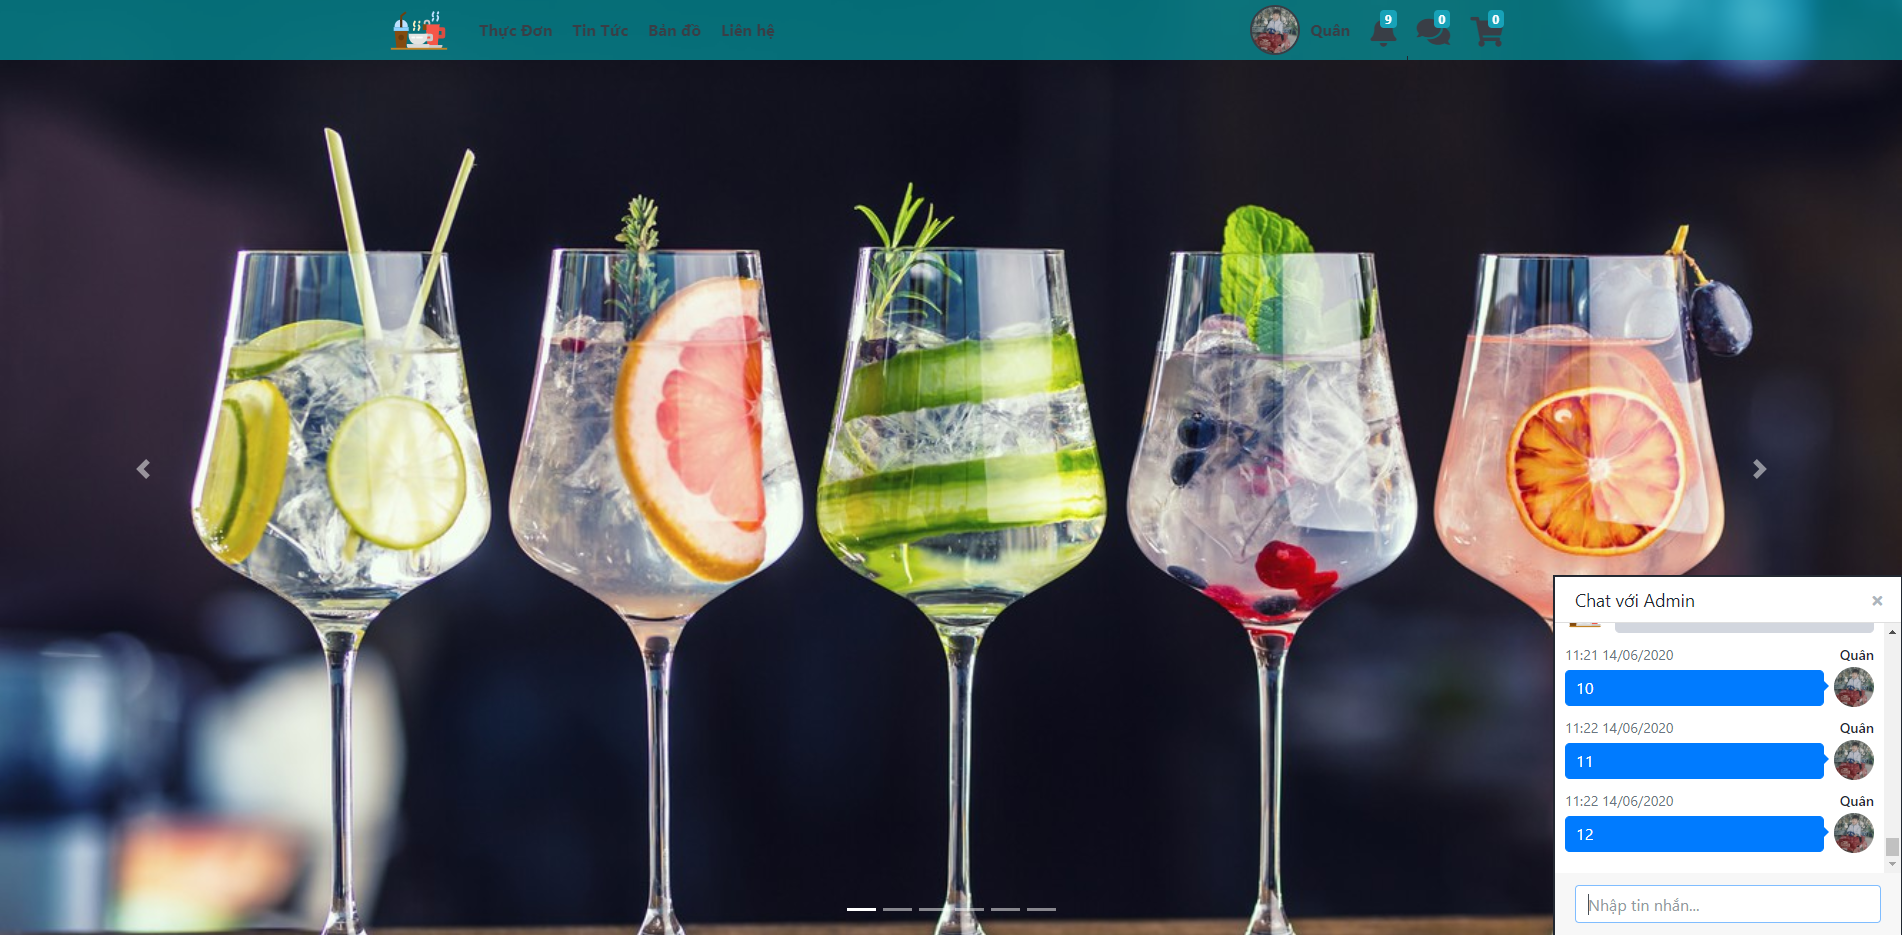 Thực Đơn Tin Tức Bản đồ Liên hệ Quân 9 0 0
Chat với Admin ×
11:21 14/06/2020 Quân
10
11:22 14/06/2020 Quân
11
11:22 14/06/2020 Quân
12
Nhập tin nhắn...